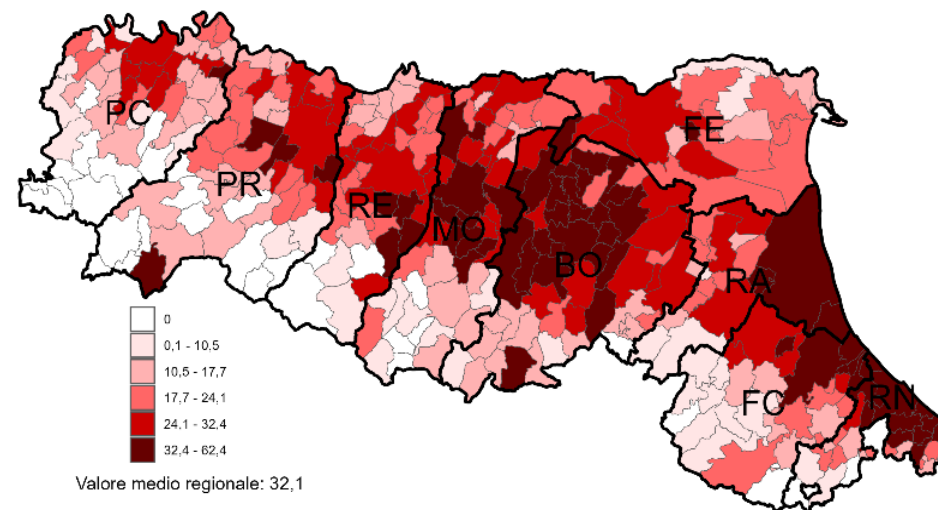 PC
PR
RE
MO
BO
FE
RA
FC
RN
0
0,1 - 10,5
10,5 - 17,7
17,7 - 24,1
24,1 - 32,4
32,4 - 62,4
Valore medio regionale: 32,1